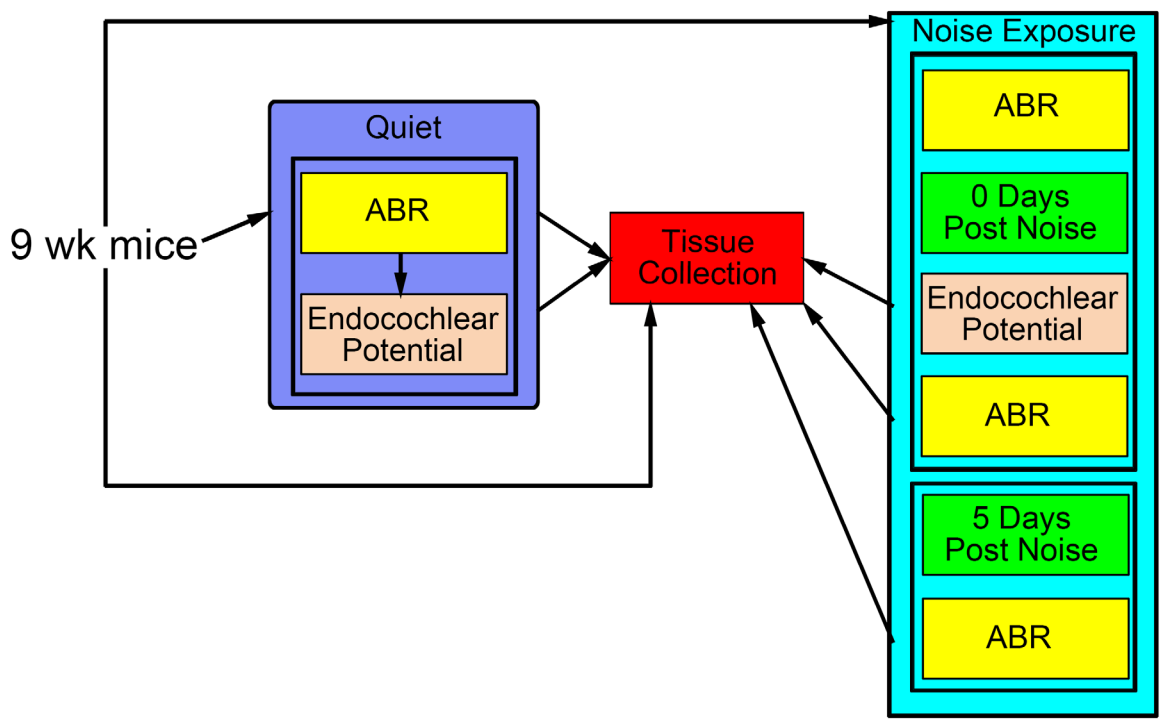 9 wk mice
Quiet
ABR
Endocochlear
Potential
Tissue
Collection
Noise Exposure
ABR
0 Days
Post Noise
Endocochlear
Potential
ABR
5 Days
Post Noise
ABR